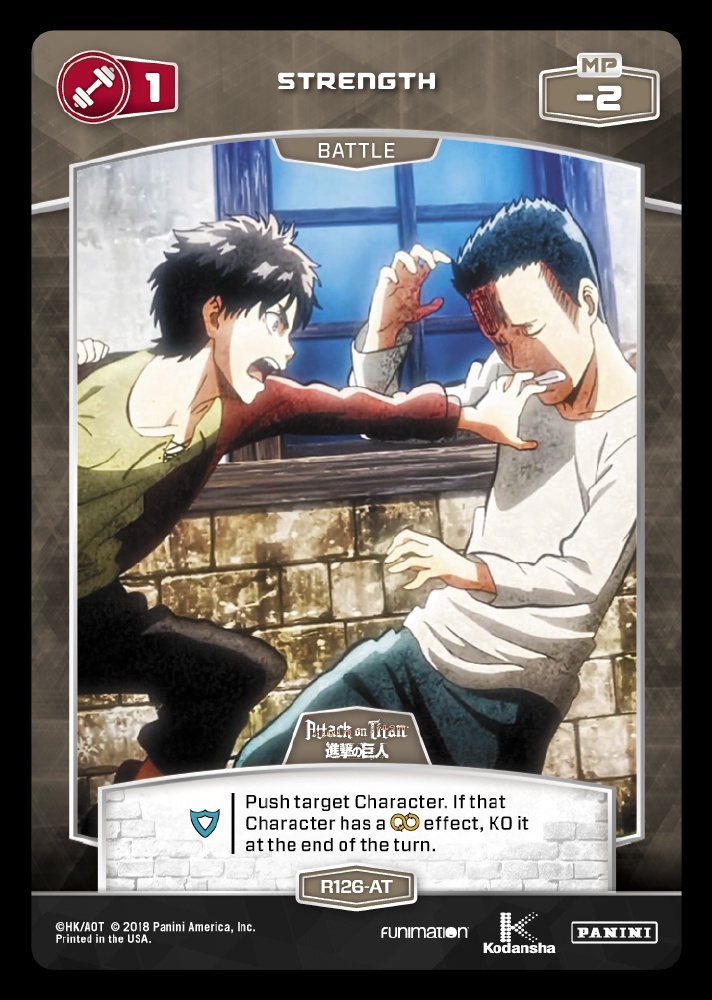 1
STRENGTH
MP
-2
BATTLE
Attack on Titan
進撃の巨人
Push target Character. If that
Character has a effect, KO it
at the end of the turn.
R126-AT
©HK/AOT © 2018 Panini America, Inc.
Printed in the USA.
FUNIMATION
K
Kodansha
PANINI